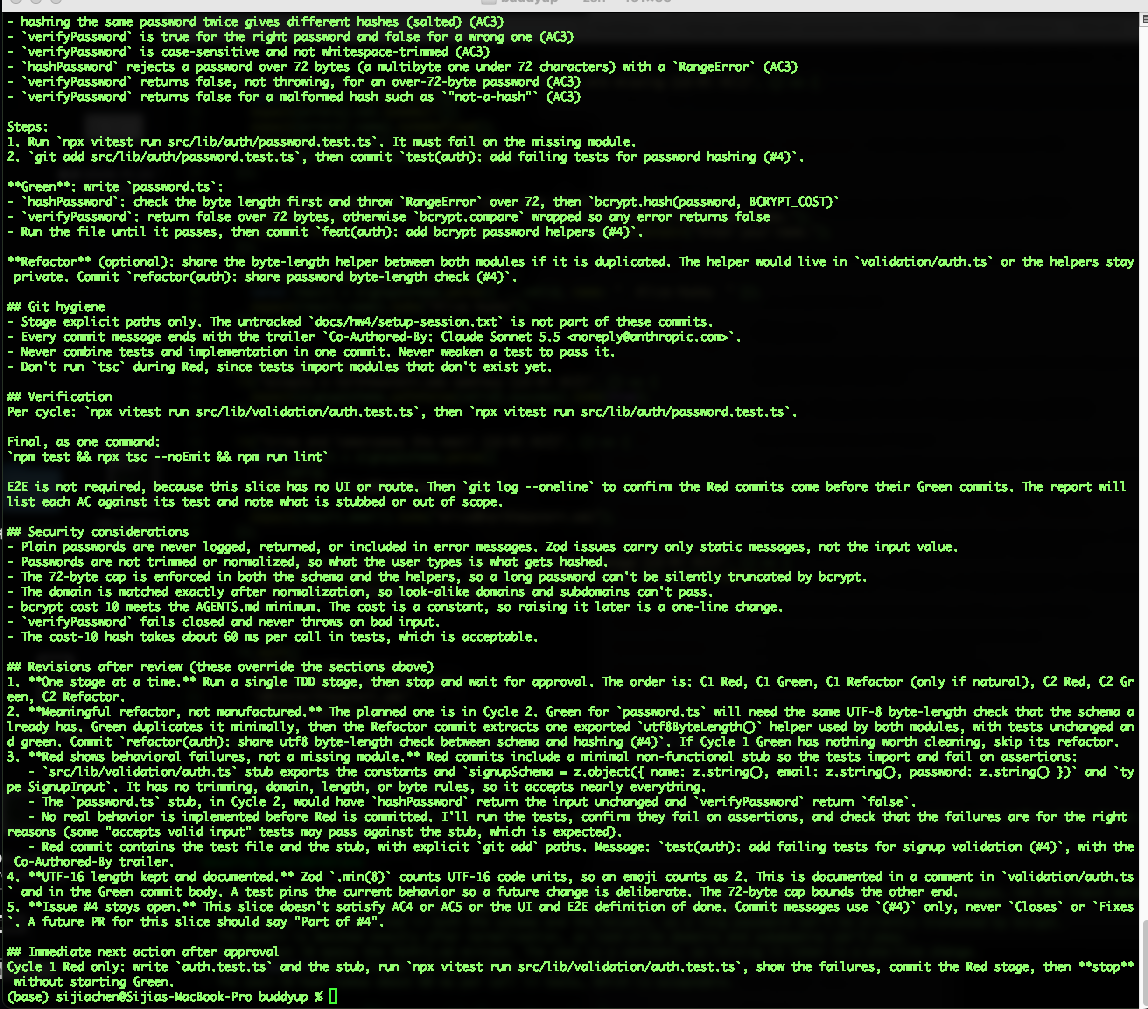 - hashing the same password twice gives different hashes (salted) (AC3)
- `verifyPassword` is true for the right password and false for a wrong one (AC3)
- `verifyPassword` is case-sensitive and not whitespace-trimmed (AC3)
- `hashPassword` rejects a password over 72 bytes (a multibyte one under 72 characters) with a `RangeError` (AC3)
- `verifyPassword` returns false, not throwing, for an over-72-byte password (AC3)
- `verifyPassword` returns false for a malformed hash such as `"not-a-hash"` (AC3)
Steps:
1. Run `npx vitest run src/lib/auth/password.test.ts`. It must fail on the missing module.
2. `git add src/lib/auth/password.test.ts`, then commit `test(auth): add failing tests for password hashing (#4)`.
**Green**: write `password.ts`:
- `hashPassword`: check the byte length first and throw `RangeError` over 72, then `bcrypt.hash(password, BCRYPT_COST)`
- `verifyPassword`: return false over 72 bytes, otherwise `bcrypt.compare` wrapped so any error returns false
- Run the file until it passes, then commit `feat(auth): add bcrypt password helpers (#4)`.
**Refactor** (optional): share the byte-length helper between both modules if it is duplicated. The helper would live in `validation/auth.ts` or the helpers stay
private. Commit `refactor(auth): share password byte-length check (#4)`.
## Git hygiene
- Stage explicit paths only. The untracked `docs/hw4/setup-session.txt` is not part of these commits.
- Every commit message ends with the trailer `Co-Authored-By: Claude Sonnet 5.5 <noreply@anthropic.com>`.
- Never combine tests and implementation in one commit. Never weaken a test to pass it.
- Don't run `tsc` during Red, since tests import modules that don't exist yet.
## Verification
Per cycle: `npx vitest run src/lib/validation/auth.test.ts`, then `npx vitest run src/lib/auth/password.test.ts`.
Final, as one command:
`npm test && npx tsc --noEmit && npm run lint`
E2E is not required, because this slice has no UI or route. Then `git log --oneline` to confirm the Red commits come before their Green commits. The report will
list each AC against its test and note what is stubbed or out of scope.
## Security considerations
- Plain passwords are never logged, returned, or included in error messages. Zod issues carry only static messages, not the input value.
- Passwords are not trimmed or normalized, so what the user types is what gets hashed.
- The 72-byte cap is enforced in both the schema and the helpers, so a long password can't be silently truncated by bcrypt.
- The domain is matched exactly after normalization, so look-alike domains and subdomains can't pass.
- bcrypt cost 10 meets the AGENTS.md minimum. The cost is a constant, so raising it later is a one-line change.
- `verifyPassword` fails closed and never throws on bad input.
- The cost-10 hash takes about 60 ms per call in tests, which is acceptable.
## Revisions after review (these override the sections above)
1. **One stage at a time.** Run a single TDD stage, then stop and wait for approval. The order is: C1 Red, C1 Green, C1 Refactor (only if natural), C2 Red, C2 Gr
een, C2 Refactor.
2. **Meaningful refactor, not manufactured.** The planned one is in Cycle 2. Green for `password.ts` will need the same UTF-8 byte-length check that the schema a
lready has. Green duplicates it minimally, then the Refactor commit extracts one exported `utf8ByteLength()` helper used by both modules, with tests unchanged an
d green. Commit `refactor(auth): share utf8 byte-length check between schema and hashing (#4)`. If Cycle 1 Green has nothing worth cleaning, skip its refactor.
3. **Red shows behavioral failures, not a missing module.** Red commits include a minimal non-functional stub so the tests import and fail on assertions:
- `src/lib/validation/auth.ts` stub exports the constants and `signupSchema = z.object({ name: z.string(), email: z.string(), password: z.string() })` and `ty
pe SignupInput`. It has no trimming, domain, length, or byte rules, so it accepts nearly everything.
- The `password.ts` stub, in Cycle 2, would have `hashPassword` return the input unchanged and `verifyPassword` return `false`.
- No real behavior is implemented before Red is committed. I'll run the tests, confirm they fail on assertions, and check that the failures are for the right
reasons (some "accepts valid input" tests may pass against the stub, which is expected).
- Red commit contains the test file and the stub, with explicit `git add` paths. Message: `test(auth): add failing tests for signup validation (#4)`, with the
Co-Authored-By trailer.
4. **UTF-16 length kept and documented.** Zod `.min(8)` counts UTF-16 code units, so an emoji counts as 2. This is documented in a comment in `validation/auth.ts
` and in the Green commit body. A test pins the current behavior so a future change is deliberate. The 72-byte cap bounds the other end.
5. **Issue #4 stays open.** This slice doesn't satisfy AC4 or AC5 or the UI and E2E definition of done. Commit messages use `(#4)` only, never `Closes` or `Fixes
`. A future PR for this slice should say "Part of #4".
## Immediate next action after approval
Cycle 1 Red only: write `auth.test.ts` and the stub, run `npx vitest run src/lib/validation/auth.test.ts`, show the failures, commit the Red stage, then **stop**
without starting Green.
(base) sijiachen@Sijias-MacBook-Pro buddyup %